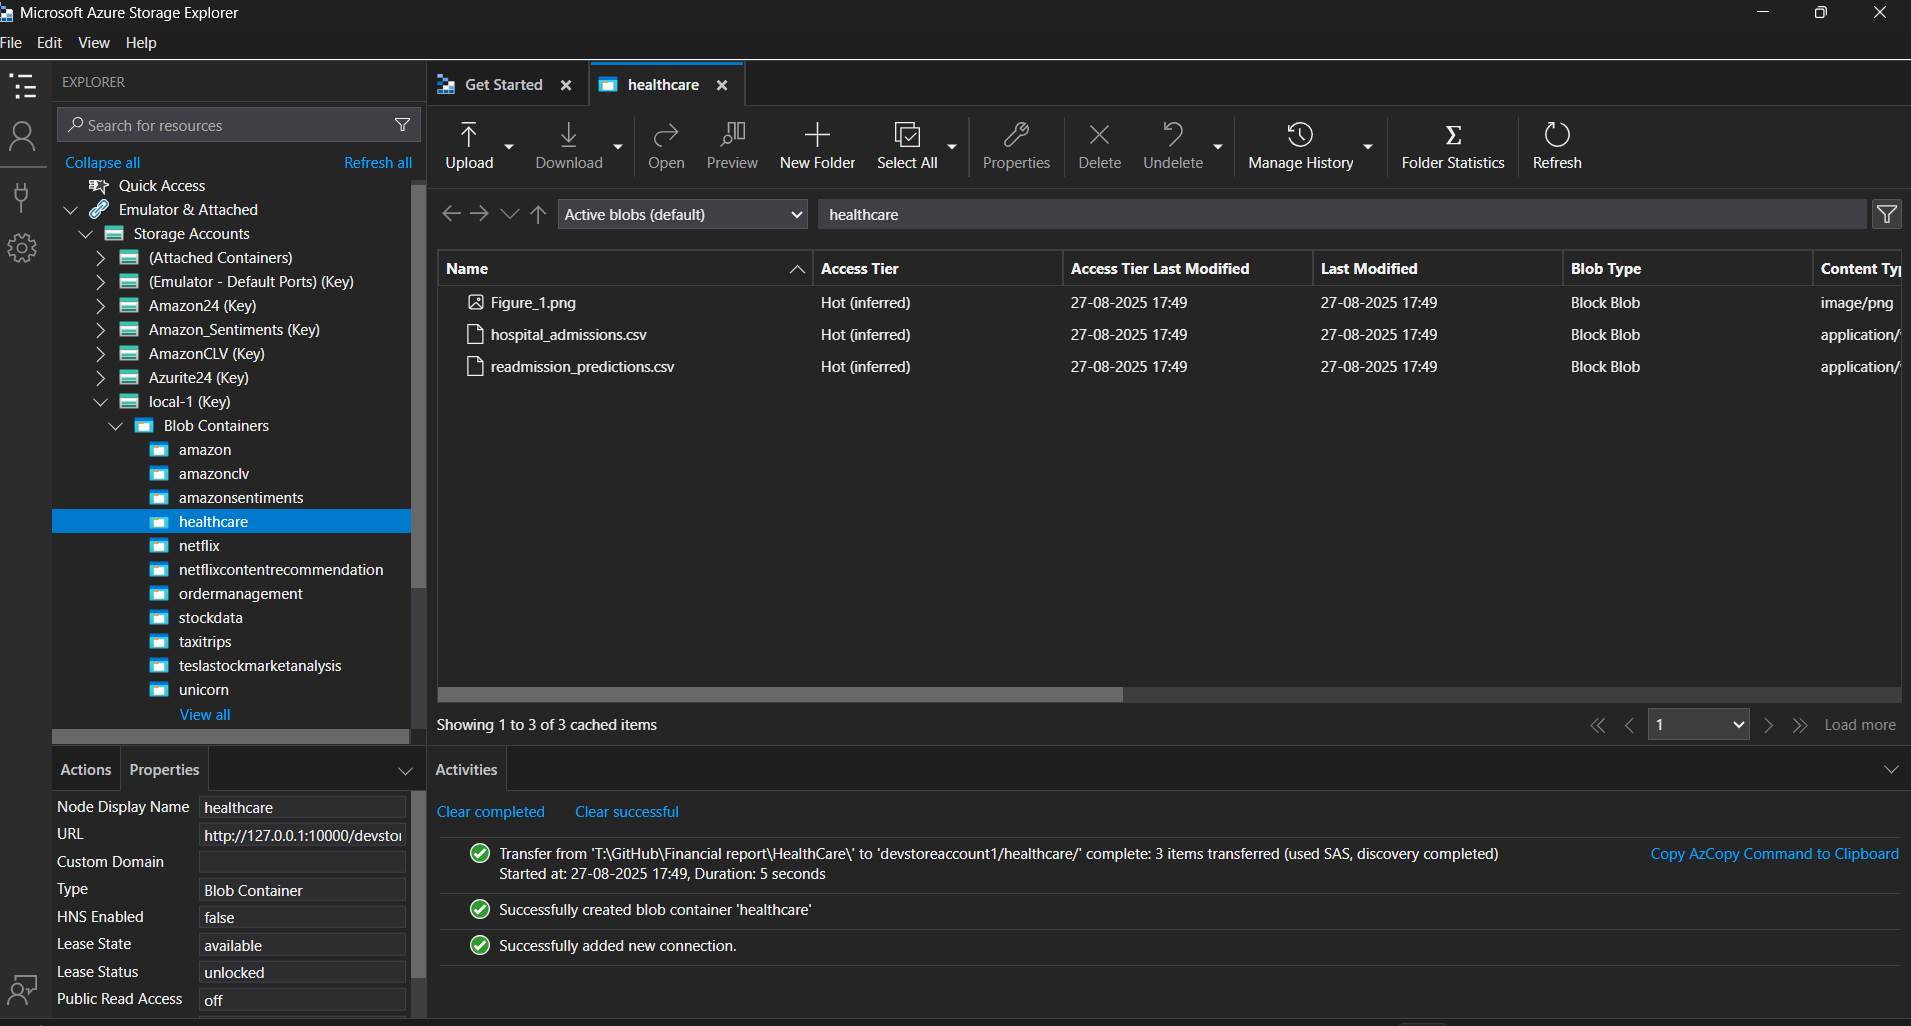 Microsoft Azure Storage Explorer
File Edit View Help
EXPLORER
Search for resources
Collapse all Refresh all
Quick Access
Emulator & Attached
Storage Accounts
(Attached Containers)
(Emulator - Default Ports) (Key)
Amazon24 (Key)
Amazon_Sentiments (Key)
AmazonCLV (Key)
Azurite24 (Key)
local-1 (Key)
Blob Containers
amazon
amazonclv
amazonsentiments
healthcare
netflix
netflixcontentrecommendation
ordermanagement
stockdata
taxitrips
teslastockmarketanalysis
unicorn
View all
Actions Properties
Node Display Name healthcare
URL http://127.0.0.1:10000/devstor
Custom Domain
Type Blob Container
HNS Enabled false
Lease State available
Lease Status unlocked
Public Read Access off
Get Started healthcare
Upload Download Open Preview New Folder Select All Properties Delete Undelete Manage History Folder Statistics Refresh
Active blobs (default) healthcare
Name Access Tier Access Tier Last Modified Last Modified Blob Type Content Typ
Figure_1.png Hot (inferred) 27-08-2025 17:49 27-08-2025 17:49 Block Blob image/png
hospital_admissions.csv Hot (inferred) 27-08-2025 17:49 27-08-2025 17:49 Block Blob application/
readmission_predictions.csv Hot (inferred) 27-08-2025 17:49 27-08-2025 17:49 Block Blob application/
Showing 1 to 3 of 3 cached items 1 Load more
Activities
Clear completed Clear successful
Transfer from 'T:\GitHub\Financial report\HealthCare\' to 'devstoreaccount1/healthcare/' complete: 3 items transferred (used SAS, discovery completed) Copy AzCopy Command to Clipboard
Started at: 27-08-2025 17:49, Duration: 5 seconds
Successfully created blob container 'healthcare'
Successfully added new connection.